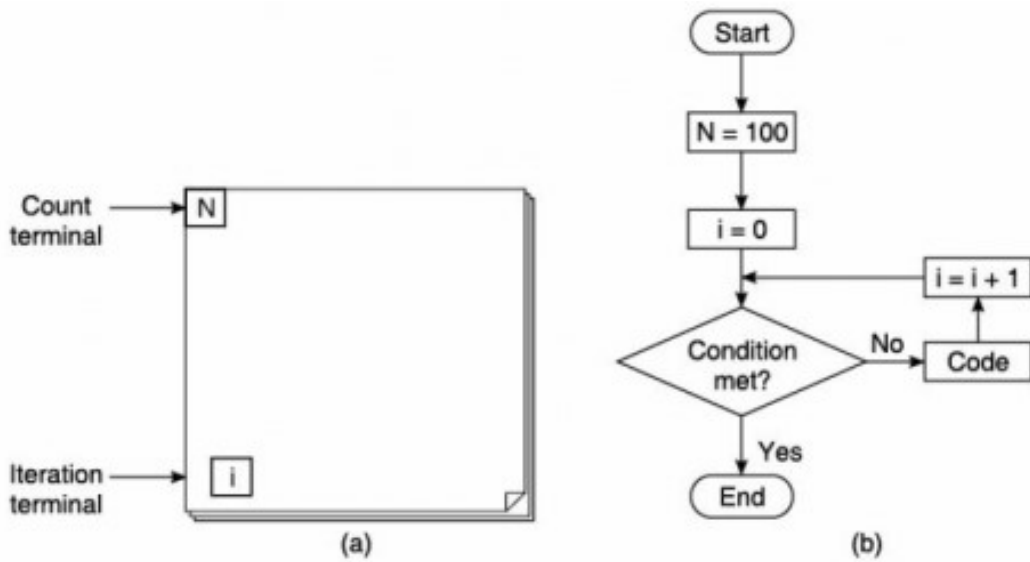 Count
terminal
N
Iteration
terminal
i
(a)
Start
N = 100
i = 0
i = i + 1
Condition
met?
No
Code
Yes
End
(b)